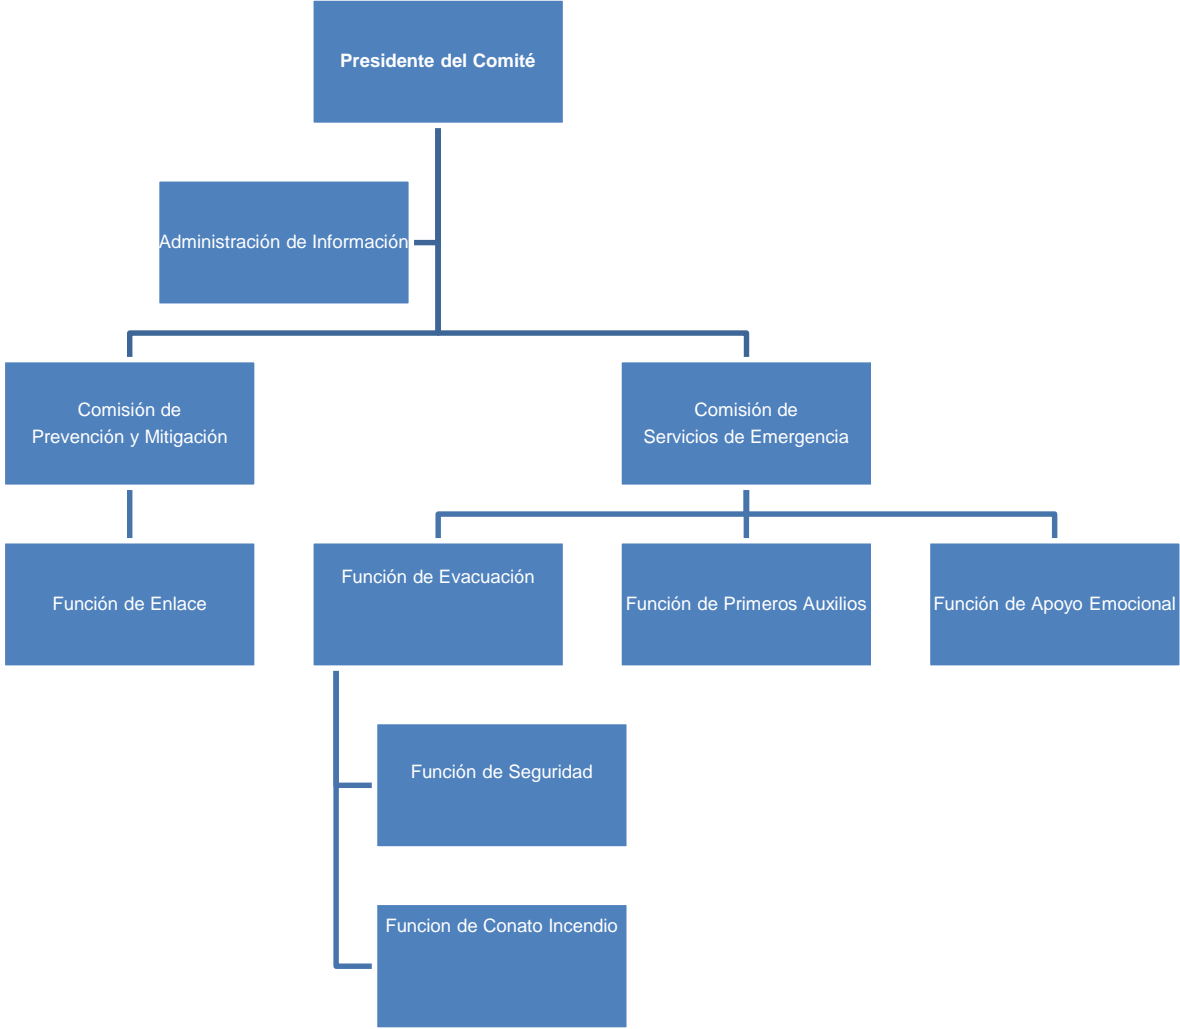 Presidente del Comité
Administración de Información
Comisión de
Prevención y Mitigación
Comisión de
Servicios de Emergencia
Función de Enlace
Función de Evacuación
Función de Primeros Auxilios
Función de Apoyo Emocional
Función de Seguridad
Funcion de Conato Incendio